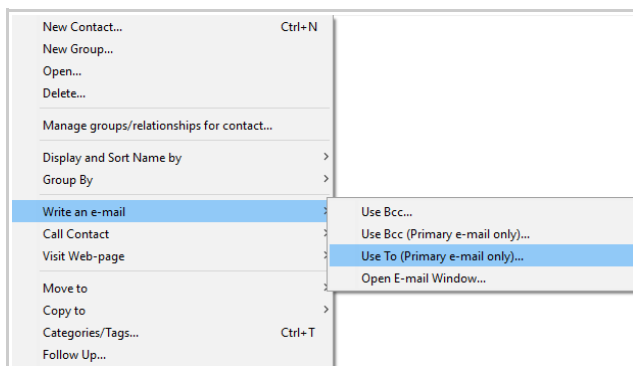 New Contact... Ctrl+N
New Group...
Open...
Delete...
Manage groups/relationships for contact...
Display and Sort Name by
Group By
Write an e-mail
Call Contact
Visit Web-page
Move to
Copy to
Categories/Tags... Ctrl+T
Follow Up...
Use Bcc...
Use Bcc (Primary e-mail only)...
Use To (Primary e-mail only)...
Open E-mail Window...